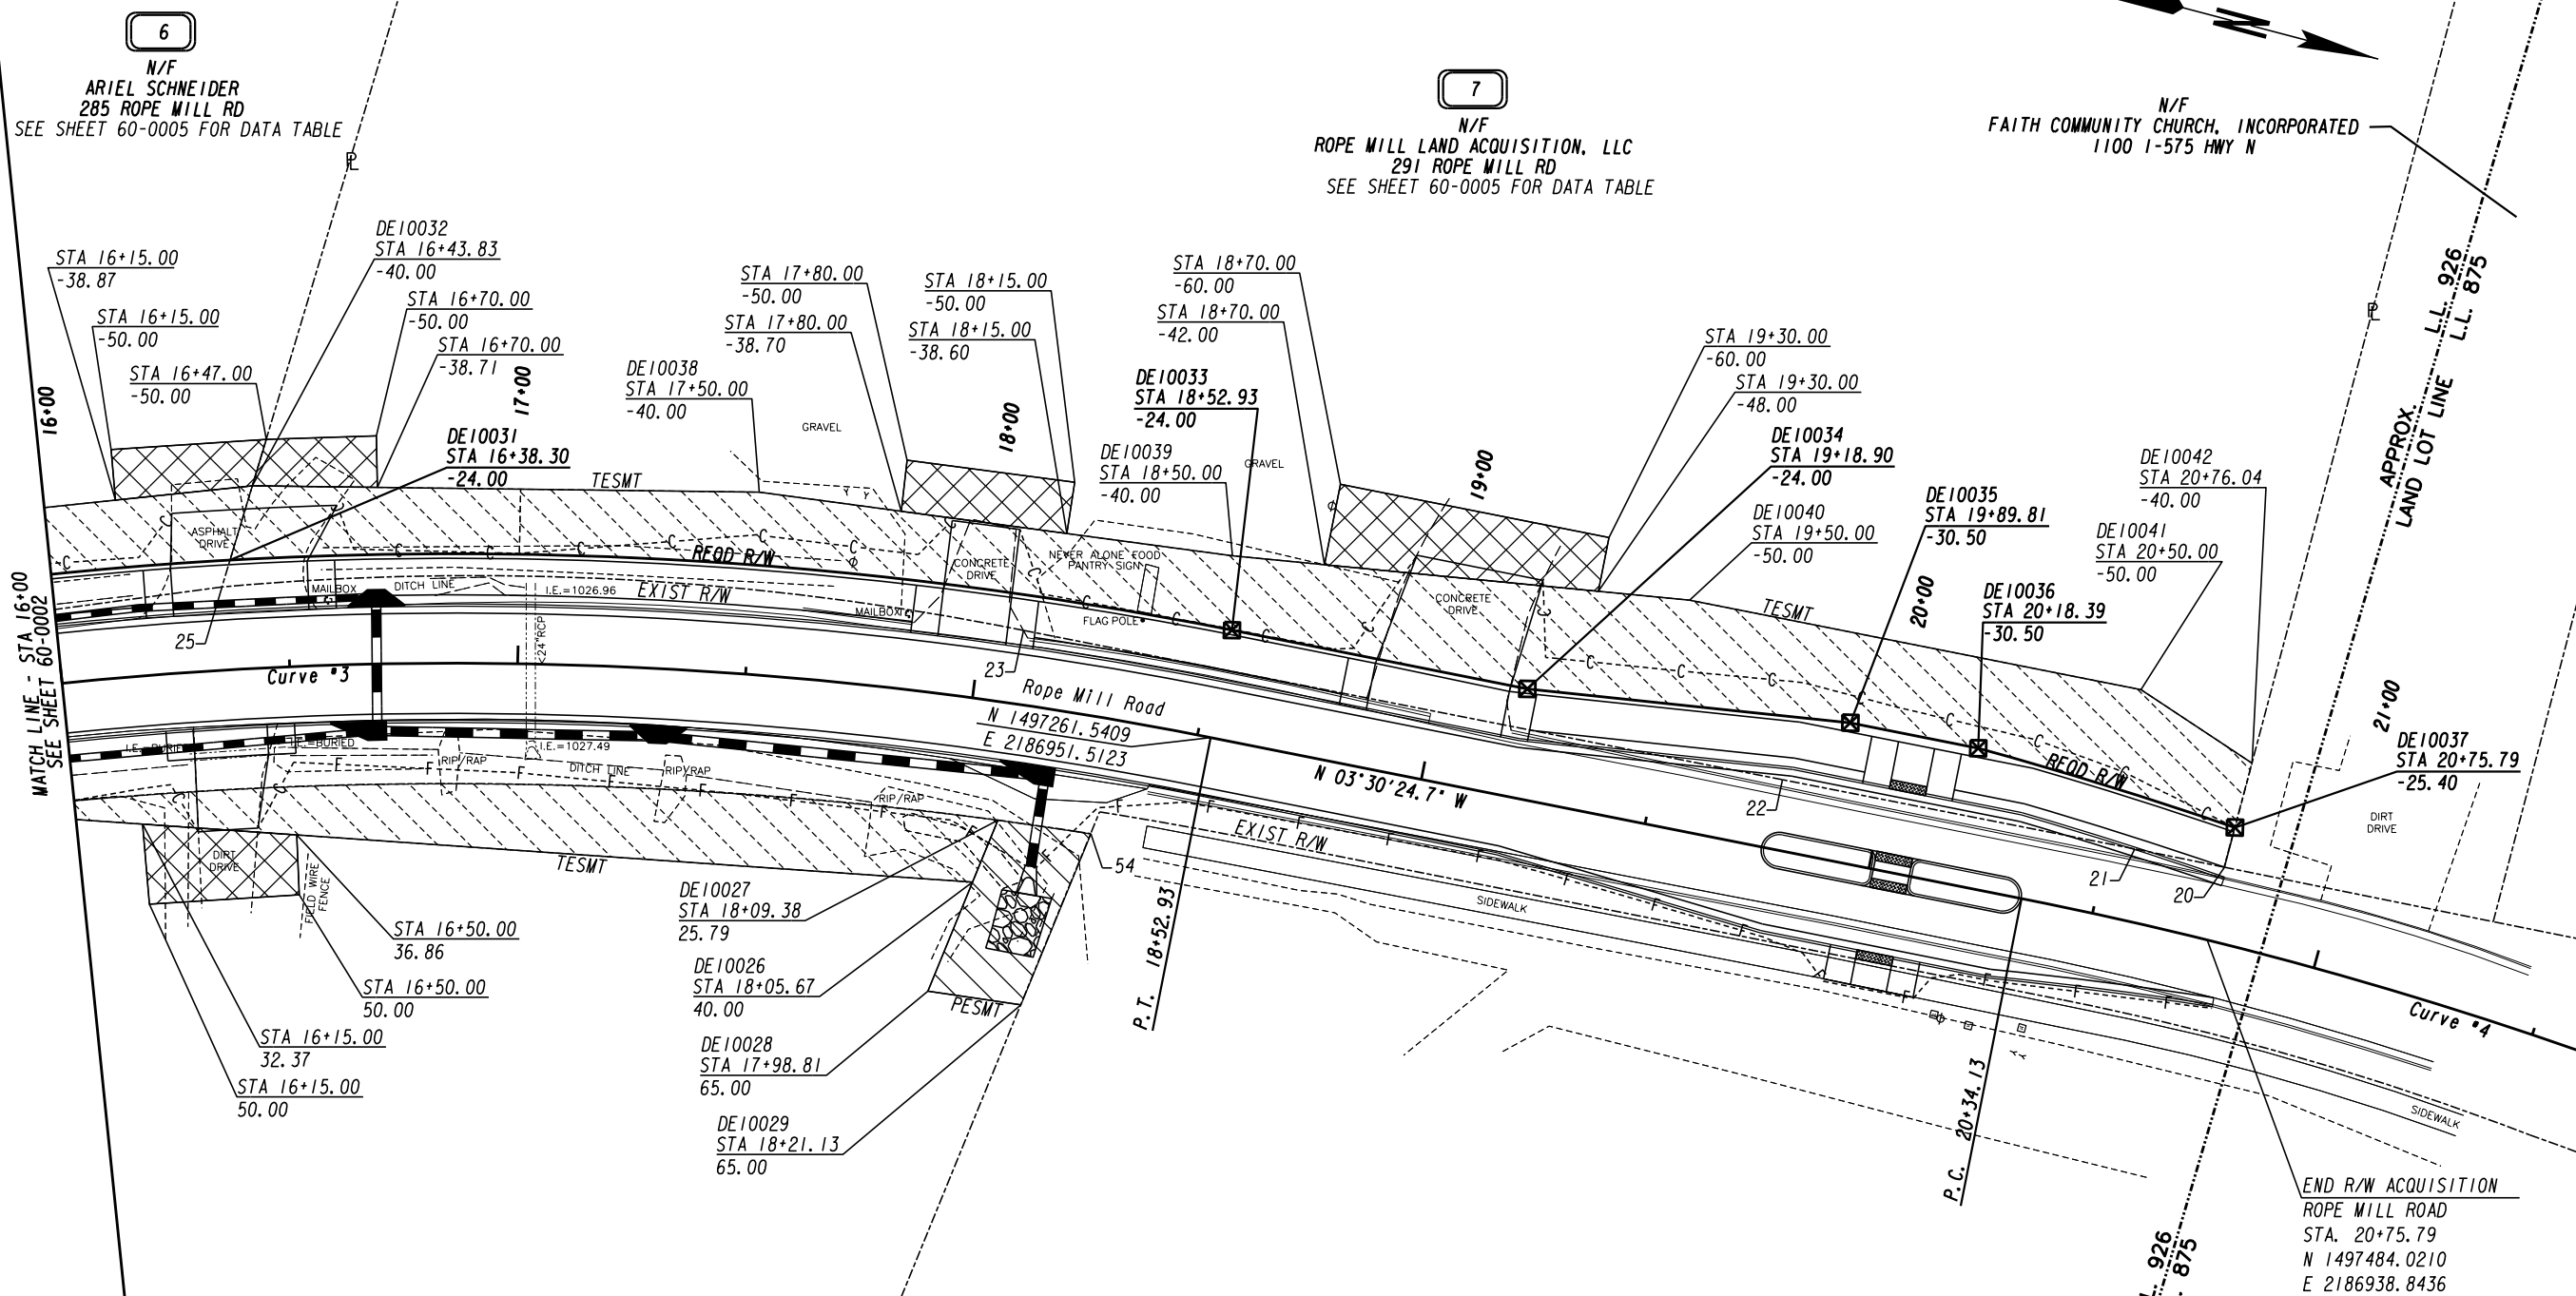 6
N/F
ARIEL SCHNEIDER
285 ROPE MILL RD
SEE SHEET 60-0005 FOR DATA TABLE
7
N/F
ROPE MILL LAND ACQUISITION, LLC
291 ROPE MILL RD
SEE SHEET 60-0005 FOR DATA TABLE
N
N/F
FAITH COMMUNITY CHURCH, INCORPORATED
1100 I-575 HWY N
PL
PL
L.L. 926
L.L. 875
APPROX.
LAND LOT LINE
STA 16+15.00
-38.87
STA 16+15.00
-50.00
STA 16+47.00
-50.00
DE10032
STA 16+43.83
-40.00
STA 16+70.00
-50.00
STA 16+70.00
-38.71
DE10031
STA 16+38.30
-24.00
DE10038
STA 17+50.00
-40.00
STA 17+80.00
-50.00
STA 17+80.00
-38.70
STA 18+15.00
-50.00
STA 18+15.00
-38.60
STA 18+70.00
-60.00
STA 18+70.00
-42.00
DE10033
STA 18+52.93
-24.00
DE10039
STA 18+50.00
-40.00
STA 19+30.00
-60.00
STA 19+30.00
-48.00
DE10034
STA 19+18.90
-24.00
DE10040
STA 19+50.00
-50.00
DE10035
STA 19+89.81
-30.50
DE10036
STA 20+18.39
-30.50
DE10042
STA 20+76.04
-40.00
DE10041
STA 20+50.00
-50.00
DE10037
STA 20+75.79
-25.40
16+00
17+00
18+00
19+00
20+00
21+00
MATCH LINE - STA 16+00
SEE SHEET 60-0002
GRAVEL
GRAVEL
TESMT
TESMT
ASPHALT
DRIVE
REQD R/W
EXIST R/W
MAILBOX
DITCH LINE
I.E.=1026.96
24" RCP
MAILBOX
CONCRETE
DRIVE
NEVER ALONE FOOD
PANTRY SIGN
FLAG POLE
CONCRETE
DRIVE
REQD R/W
DIRT
DRIVE
25
23
22
21
20
54
Curve #3
Rope Mill Road
N 1497261.5409
E 2186951.5123
N 03°30'24.7" W
EXIST R/W
SIDEWALK
SIDEWALK
Curve #4
I.E.=BURIED
I.E.=BURIED
RIP/RAP
I.E.=1027.49
DITCH LINE
RIP/RAP
RIP/RAP
DIRT
DRIVE
FIELD WIRE
FENCE
TESMT
PESMT
P.T. 18+52.93
P.C. 20+34.13
STA 16+50.00
36.86
STA 16+50.00
50.00
STA 16+15.00
32.37
STA 16+15.00
50.00
DE10027
STA 18+09.38
25.79
DE10026
STA 18+05.67
40.00
DE10028
STA 17+98.81
65.00
DE10029
STA 18+21.13
65.00
END R/W ACQUISITION
ROPE MILL ROAD
STA. 20+75.79
N 1497484.0210
E 2186938.8436
L. 926
. 875